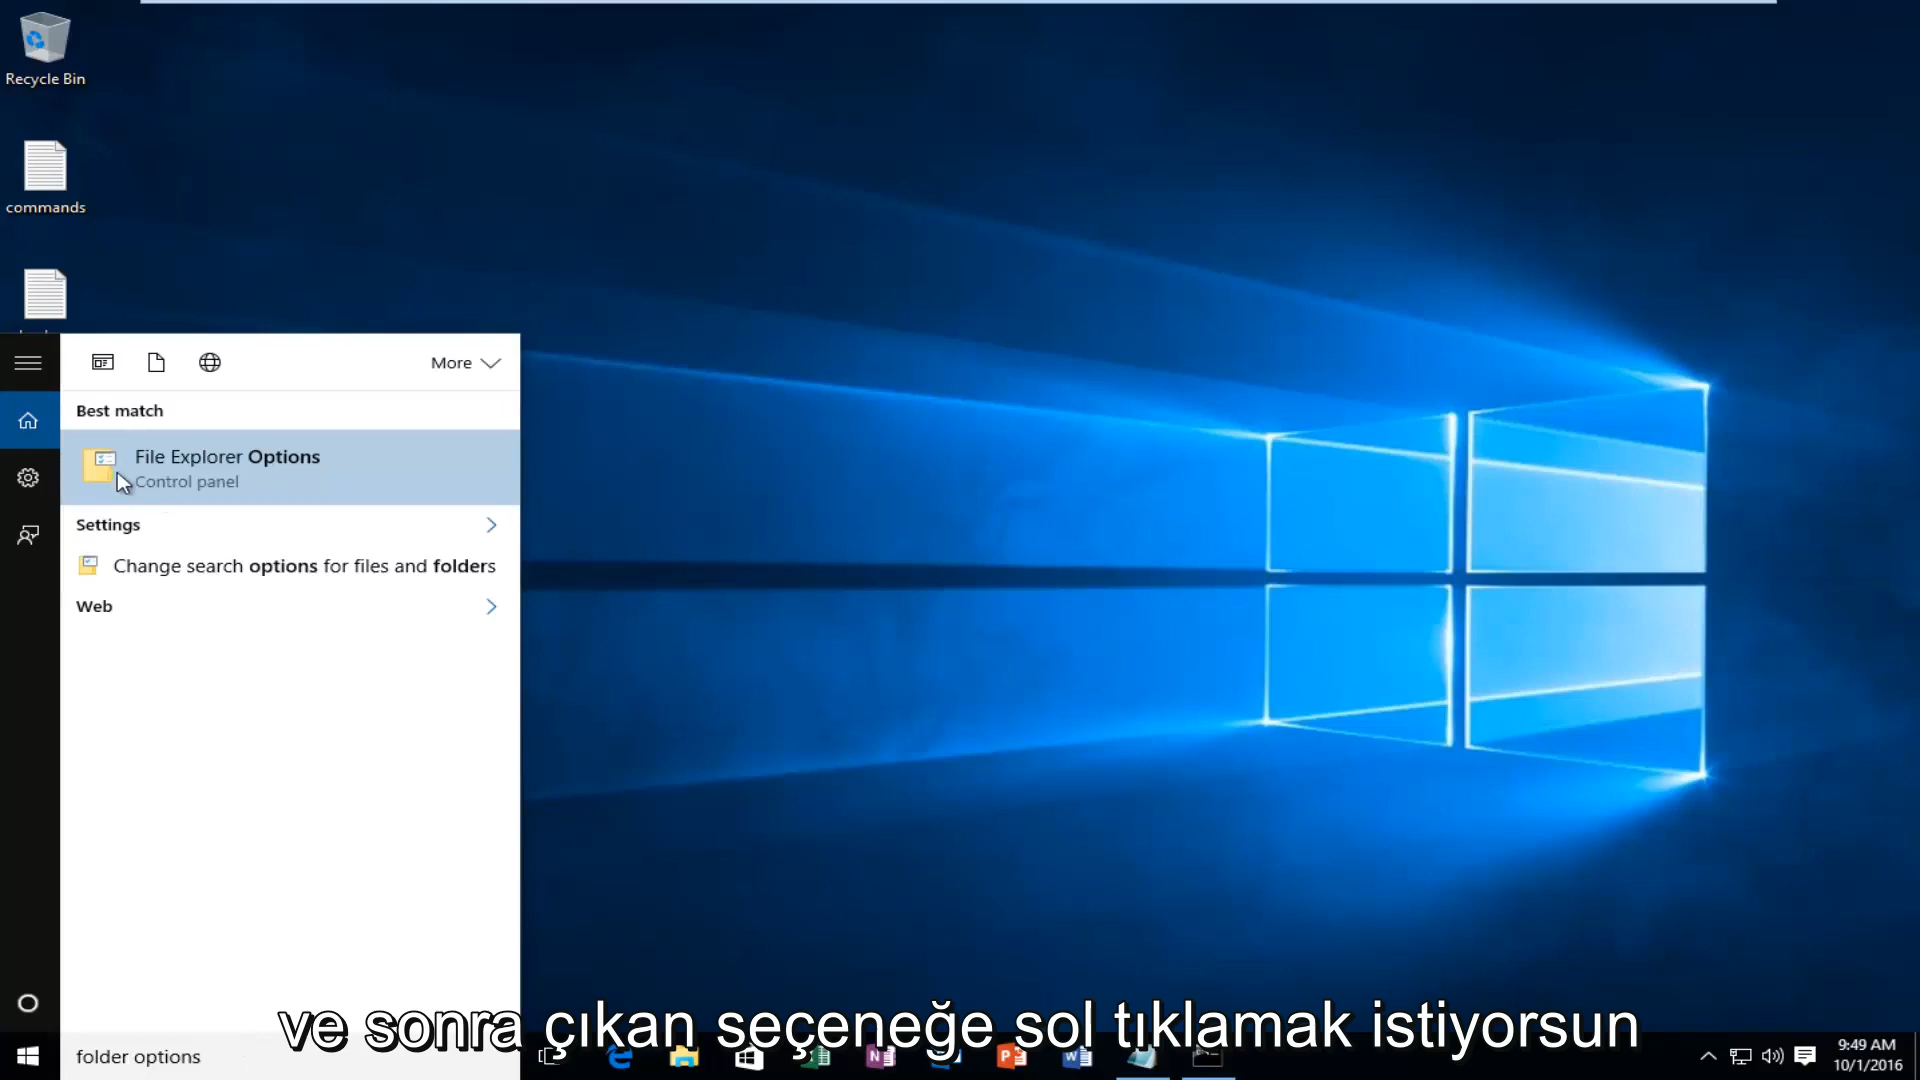 Recycle Bin
commands
More
Best match
File Explorer Options
Control panel
Settings
Change search options for files and folders
Web
ve sonra çıkan seçeneğe sol tıklamak istiyorsun
folder options
9:49 AM
10/1/2016